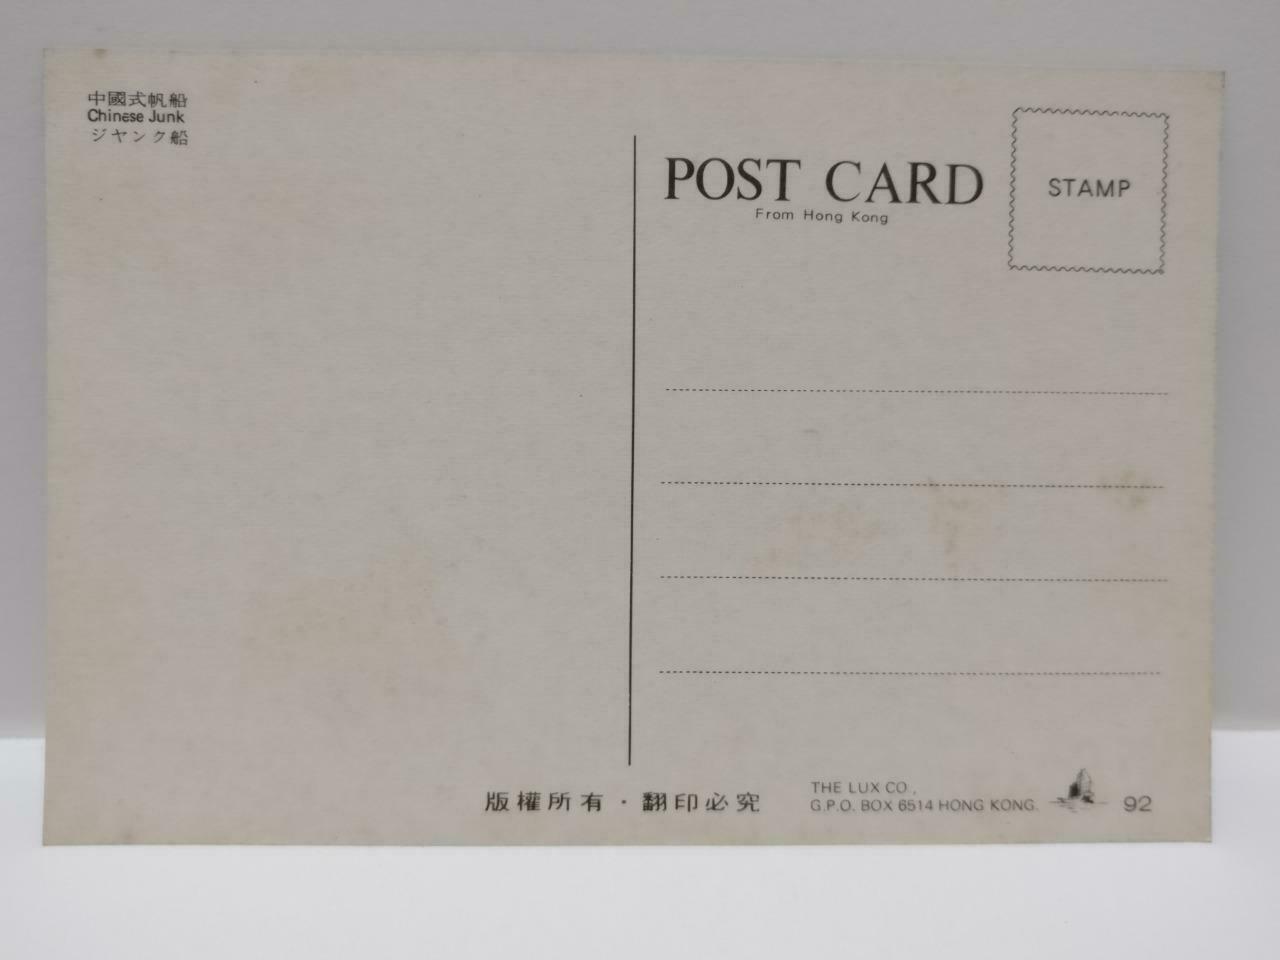 中國式帆船
Chinese Junk
ジヤンク船
POST CARD
From Hong Kong
STAMP
版權所有・翻印必究
THE LUX CO.,
G.P.O. BOX 6514 HONG KONG.
92